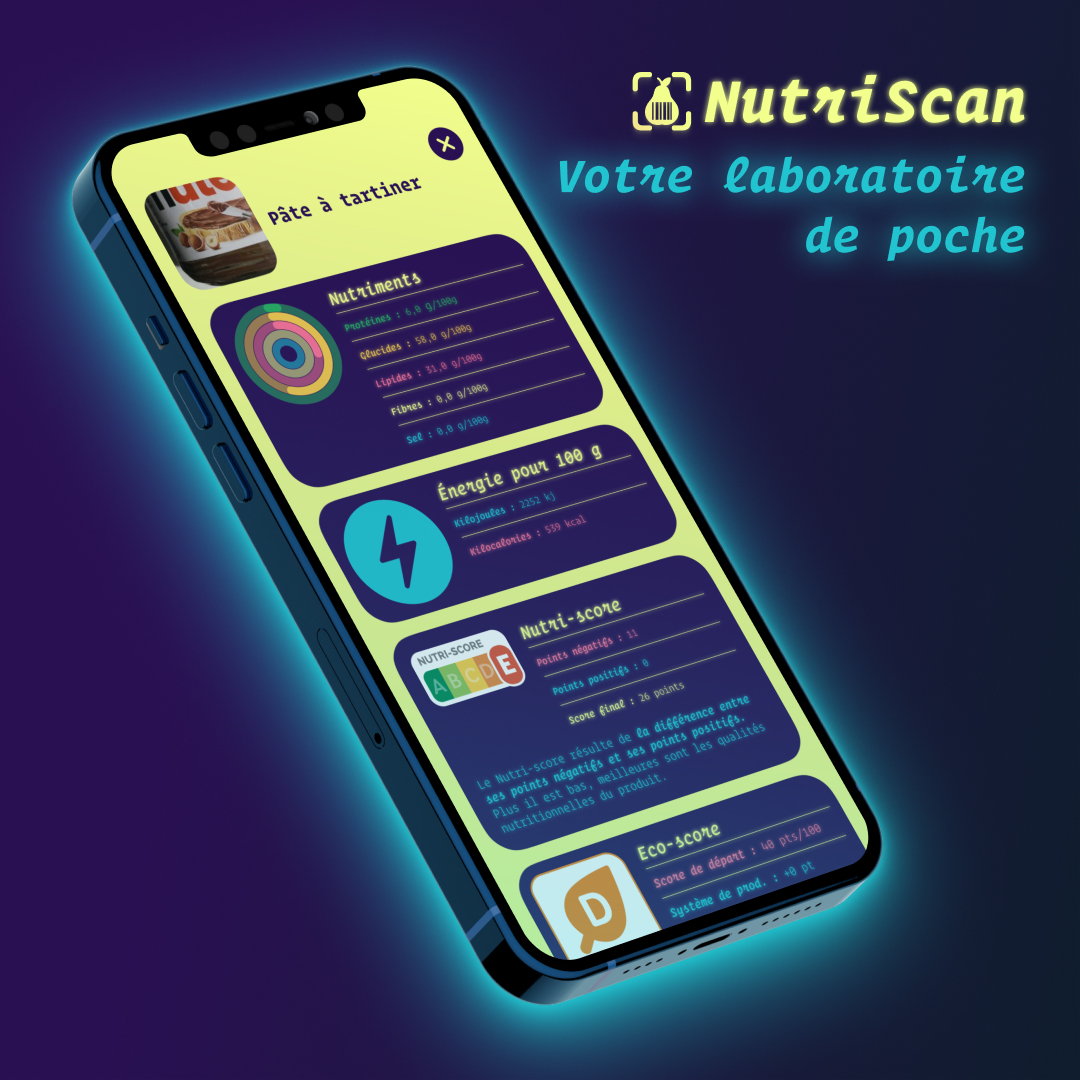 NutriScan
Votre laboratoire
de poche
Pâte à tartiner
Nutriments
Protéines : 6,0 g/100g
Glucides : 58,0 g/100g
Lipides : 31,0 g/100g
Fibres : 0,0 g/100g
Sel : 0,0 g/100g
Énergie pour 100 g
Kilojoules : 2252 kj
Kilocalories : 539 kcal
NUTRI-SCORE
A B C D E
Nutri-score
Points négatifs : 11
Points positifs : 0
Score final : 26 points
Le Nutri-score résulte de la différence entre
ses points négatifs et ses points positifs.
Plus il est bas, meilleures sont les qualités
nutritionnelles du produit.
D
Eco-score
Score de départ : 40 pts/100
Système de prod. : +0 pt